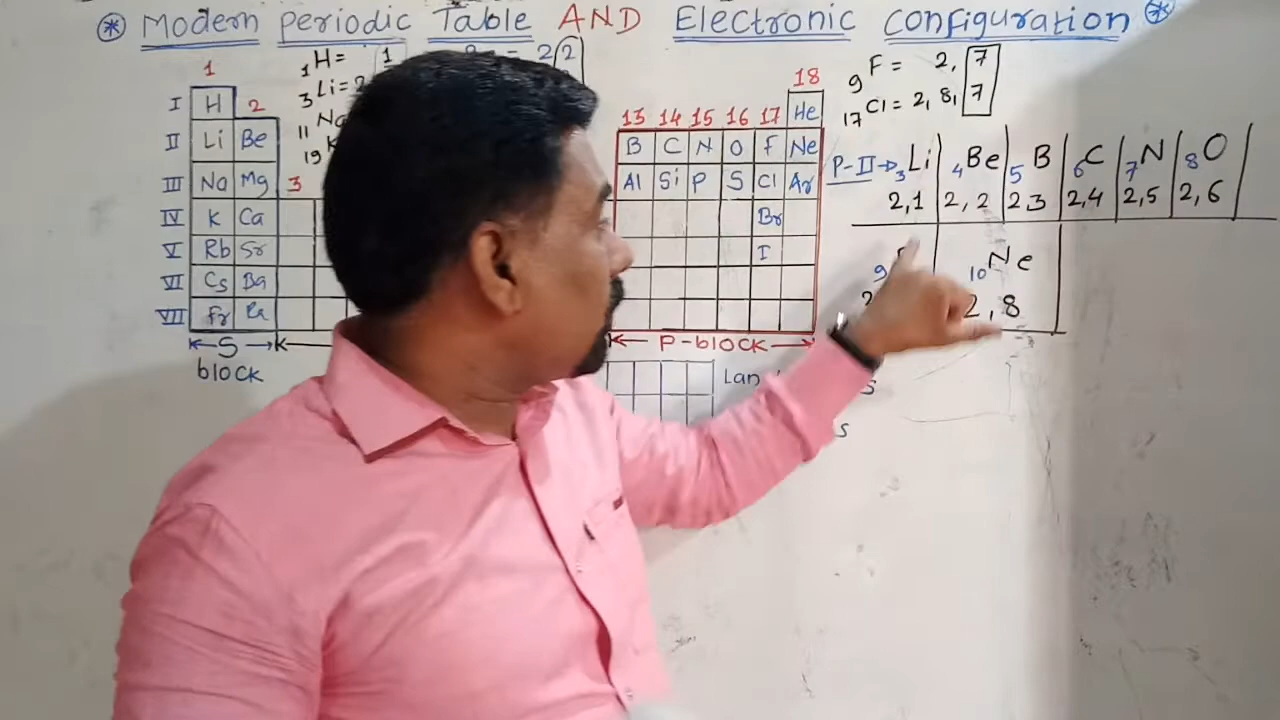 * Modern periodic Table AND Electronic configuration *
1H= 1
3Li=2
11Na
19K
2 2
9F = 2, 7
17Cl = 2, 8, 7
1 18
I H 2 13 14 15 16 17 He
II Li Be B C N O F Ne
III Na Mg 3 Al Si P S Cl Ar
IV K Ca Br
V Rb Sr I
VI Cs Ba
VII Fr Ra
S block
P-block
Lan
s
s
P-II→ 3Li 4Be 5B 6C 7N 8O
2,1 2,2 2 3 2,4 2,5 2,6
9 10Ne
2 2,8